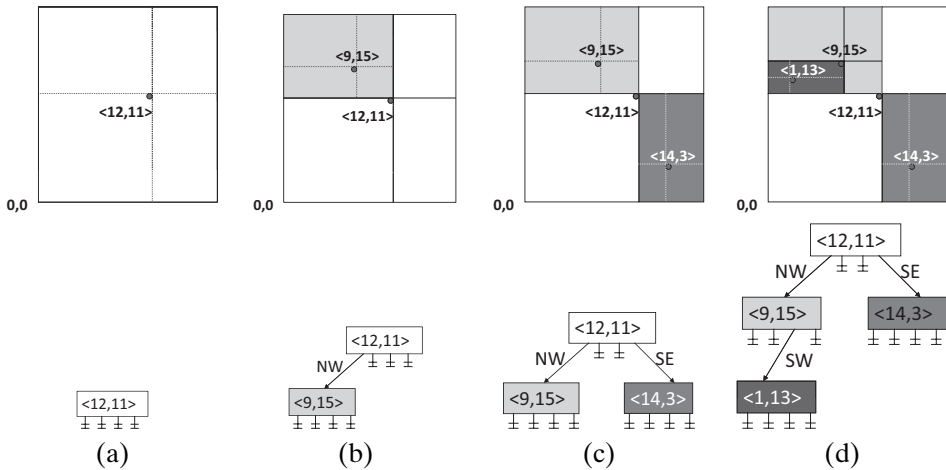 <9,15>
<9,15>
<9,15>
<1,13>
<12,11>
<12,11>
<12,11>
<12,11>
<14,3>
<14,3>
0,0
0,0
0,0
0,0
<12,11>
NW
SE
<9,15>
<14,3>
<12,11>
<12,11>
NW
NW
SE
SW
<12,11>
<9,15>
<9,15>
<14,3>
<1,13>
(a)
(b)
(c)
(d)